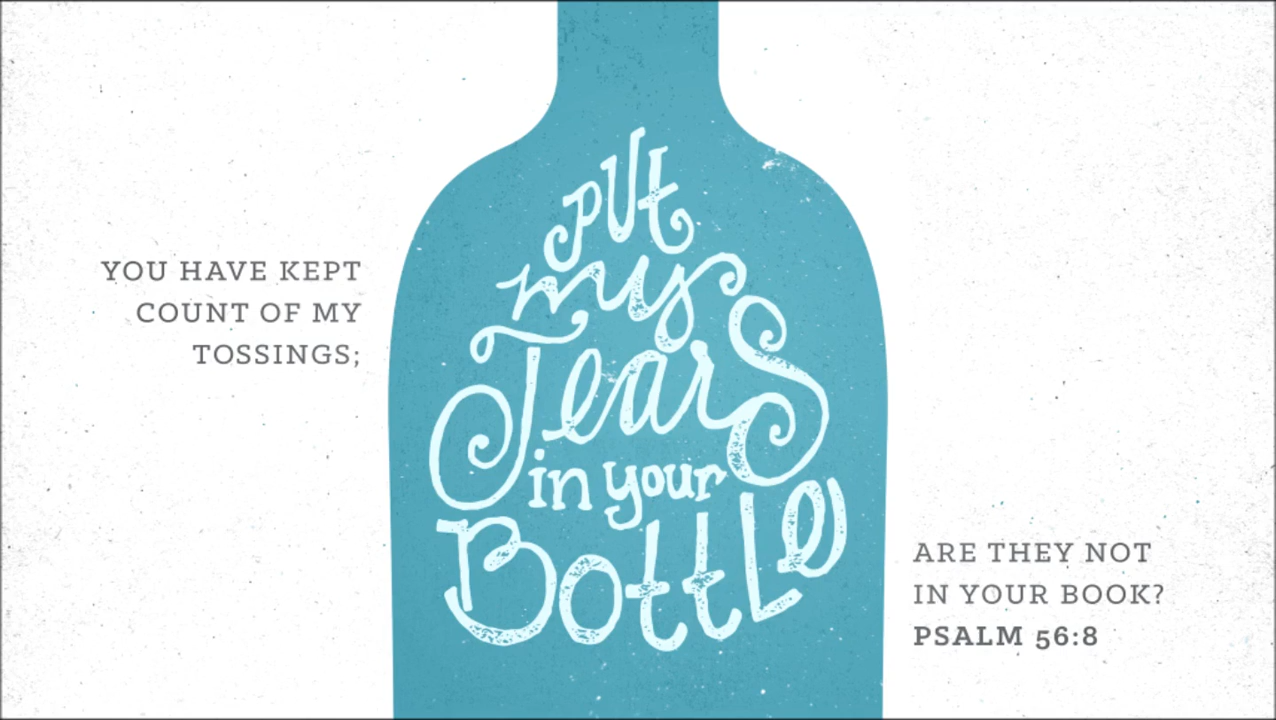 YOU HAVE KEPT
COUNT OF MY
TOSSINGS;
put
my
Tears
in your
Bottle
ARE THEY NOT
IN YOUR BOOK?
PSALM 56:8